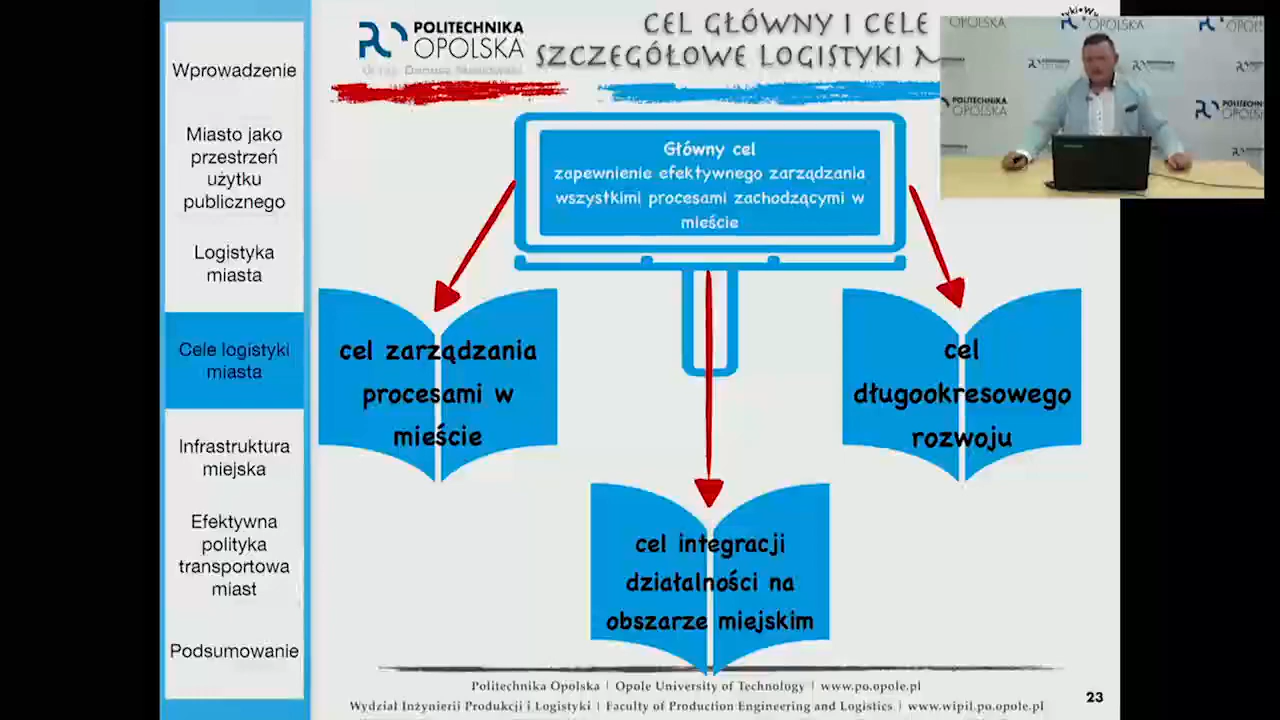 Wprowadzenie
Miasto jako
przestrzeń
użytku
publicznego
Logistyka
miasta
Cele logistyki
miasta
Infrastruktura
miejska
Efektywna
polityka
transportowa
miast
Podsumowanie
POLITECHNIKA
OPOLSKA
CEL GŁÓWNY I CELE
SZCZEGÓŁOWE LOGISTYKI
Główny cel
zapewnienie efektywnego zarządzania
wszystkimi procesami zachodzącymi w
mieście
cel zarządzania
procesami w
mieście
cel
długookresowego
rozwoju
cel integracji
działalności na
obszarze miejskim
Politechnika Opolska | Opole University of Technology | www.po.opole.pl
Wydział Inżynierii Produkcji i Logistyki | Faculty of Production Engineering and Logistics | www.wipil.po.opole.pl
23
OPOLSKA
OPOLSKA
POLITECHNIKA
OPOLSKA
POLITECHN
OPOLSKA